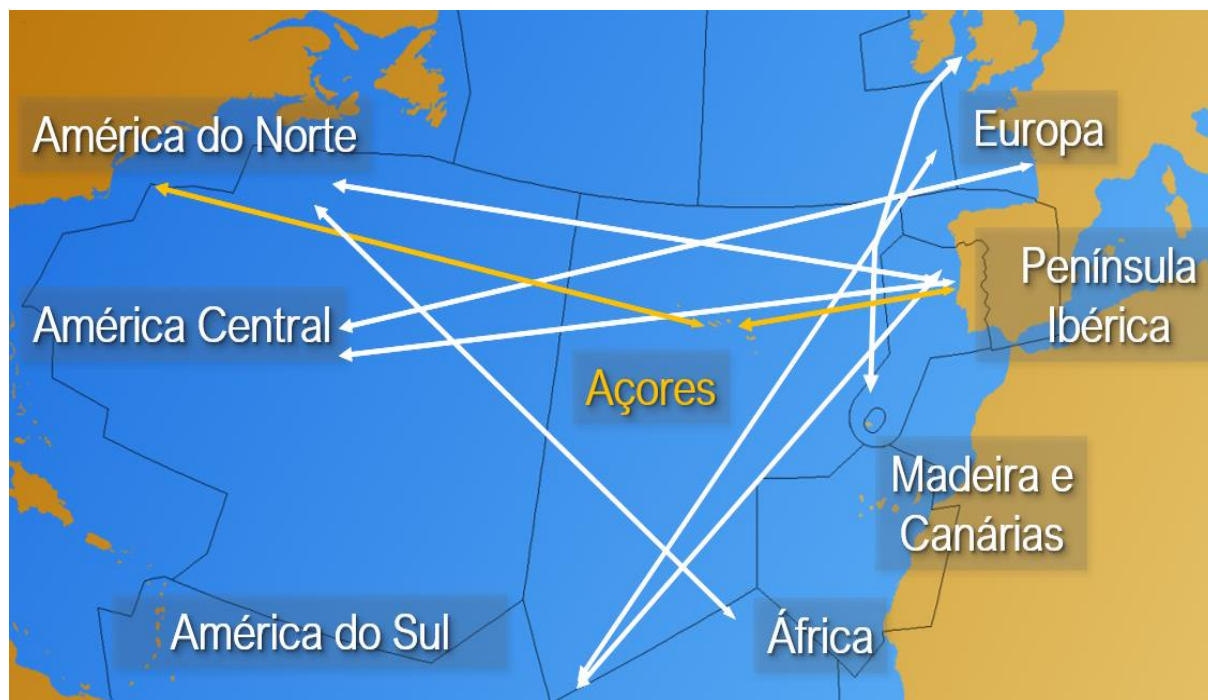 América do Norte
Europa
América Central
Península
Ibérica
Açores
Madeira e
Canárias
América do Sul
África